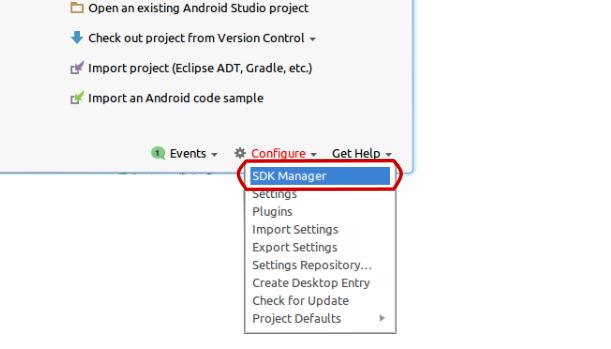 Open an existing Android Studio project
Check out project from Version Control
Import project (Eclipse ADT, Gradle, etc.)
Import an Android code sample
1 Events Configure Get Help
SDK Manager
Settings
Plugins
Import Settings
Export Settings
Settings Repository...
Create Desktop Entry
Check for Update
Project Defaults